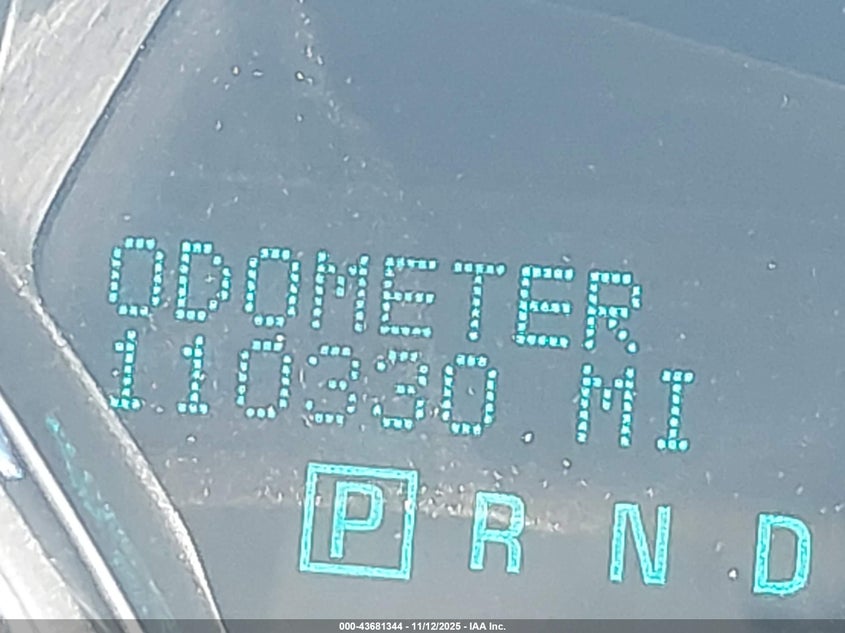 ODOMETER
110330 MI
P R N D
000-43681344 - 11/12/2025 - IAA Inc.